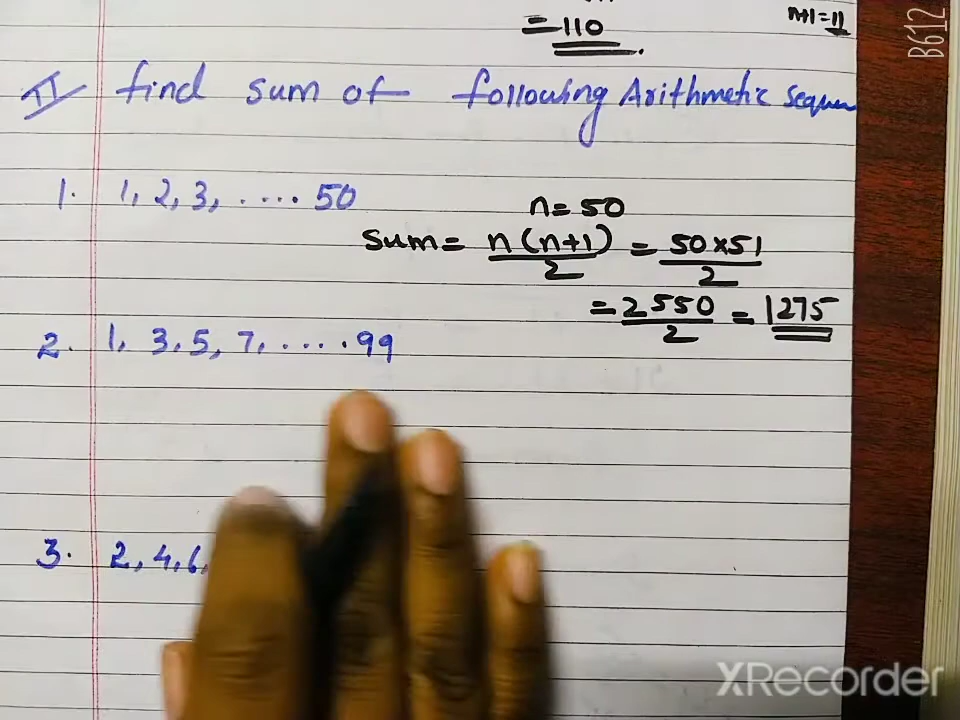 = 110
n+1 = 11
II find sum of following Arithmetic sequen
1. 1, 2, 3, .... 50
n = 50
Sum = n(n+1)/2 = 50×51/2
= 2550/2 = 1275
2. 1, 3, 5, 7, .... 99
3. 2, 4, 6,
B612
XRecorder